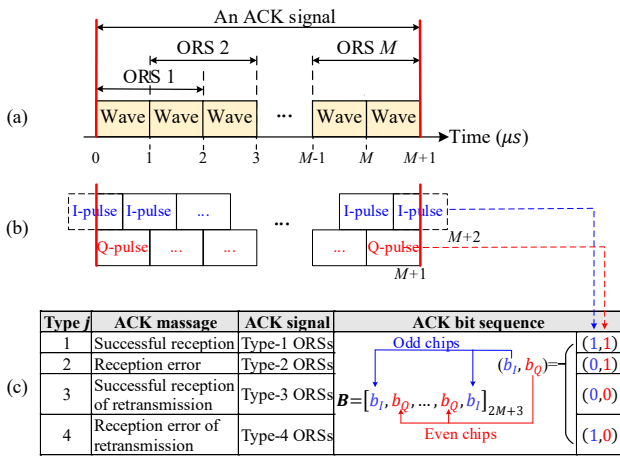 An ACK signal
ORS 2 ORS M
ORS 1
(a) Wave Wave Wave ... Wave Wave Time (μs)
0 1 2 3 M-1 M M+1
(b) I-pulse I-pulse ... ... I-pulse I-pulse
Q-pulse ... ... ... Q-pulse M+2
M+1
(c)
Type j ACK massage ACK signal ACK bit sequence
1 Successful reception Type-1 ORSs (1,1)
2 Reception error Type-2 ORSs (0,1)
3 Successful reception of retransmission Type-3 ORSs (0,0)
4 Reception error of retransmission Type-4 ORSs (1,0)
Odd chips
(b_I, b_Q)=
B=[b_I, b_Q, ..., b_Q, b_I]_{2M+3}
Even chips